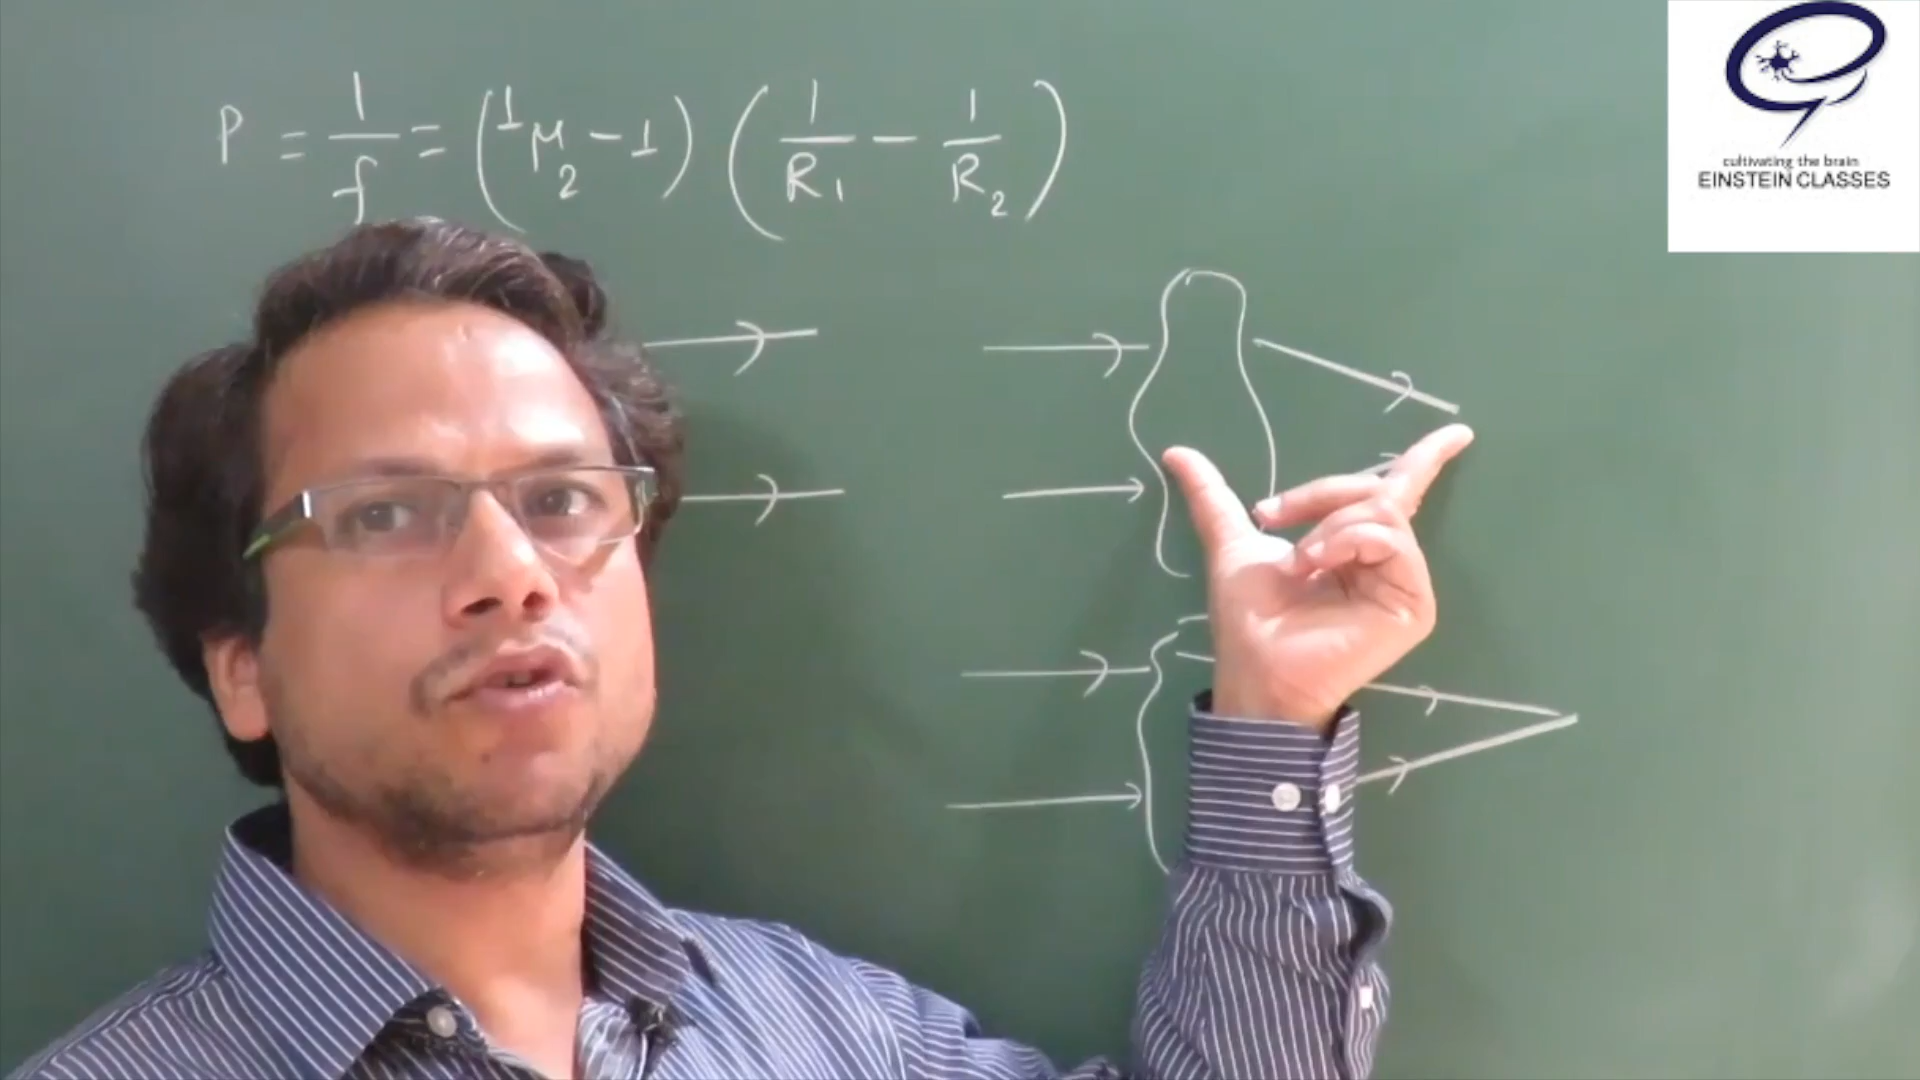 P = 1/f = (¹μ₂ - 1) (1/R₁ - 1/R₂)
cultivating the brain
EINSTEIN CLASSES